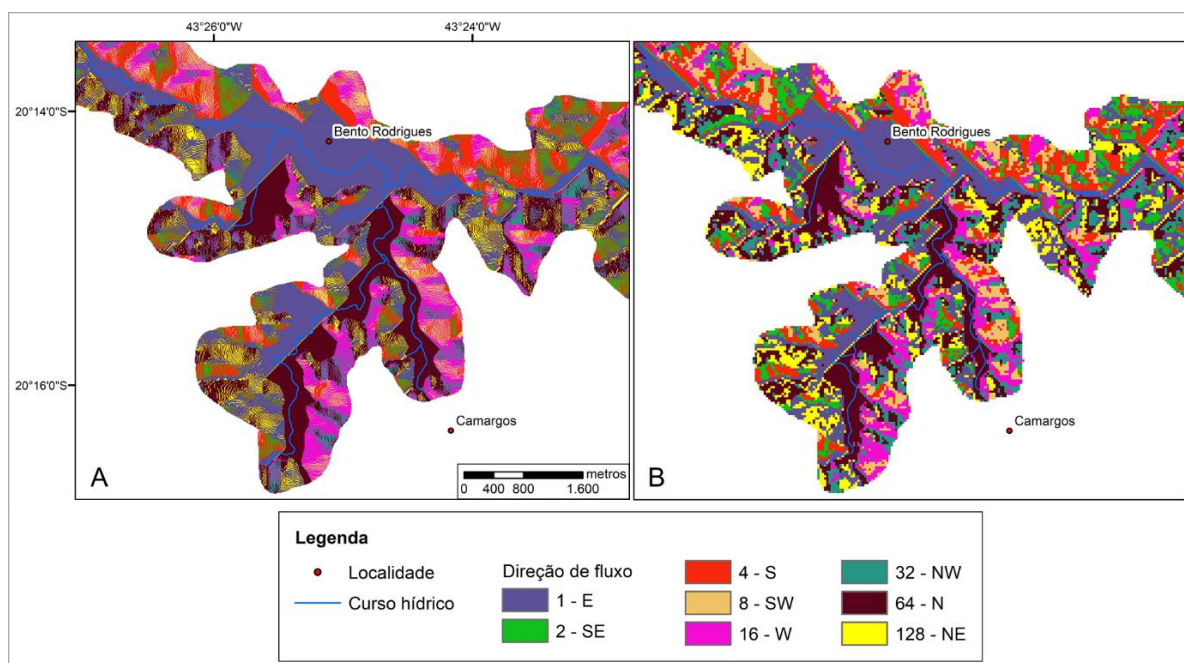 43°26'0"W
43°24'0"W
20°14'0"S
Bento Rodrigues
Bento Rodrigues
20°16'0"S
Camargos
Camargos
A
metros
0 400 800 1.600
B
Legenda
Localidade
Curso hídrico
Direção de fluxo
1 - E
2 - SE
4 - S
8 - SW
16 - W
32 - NW
64 - N
128 - NE